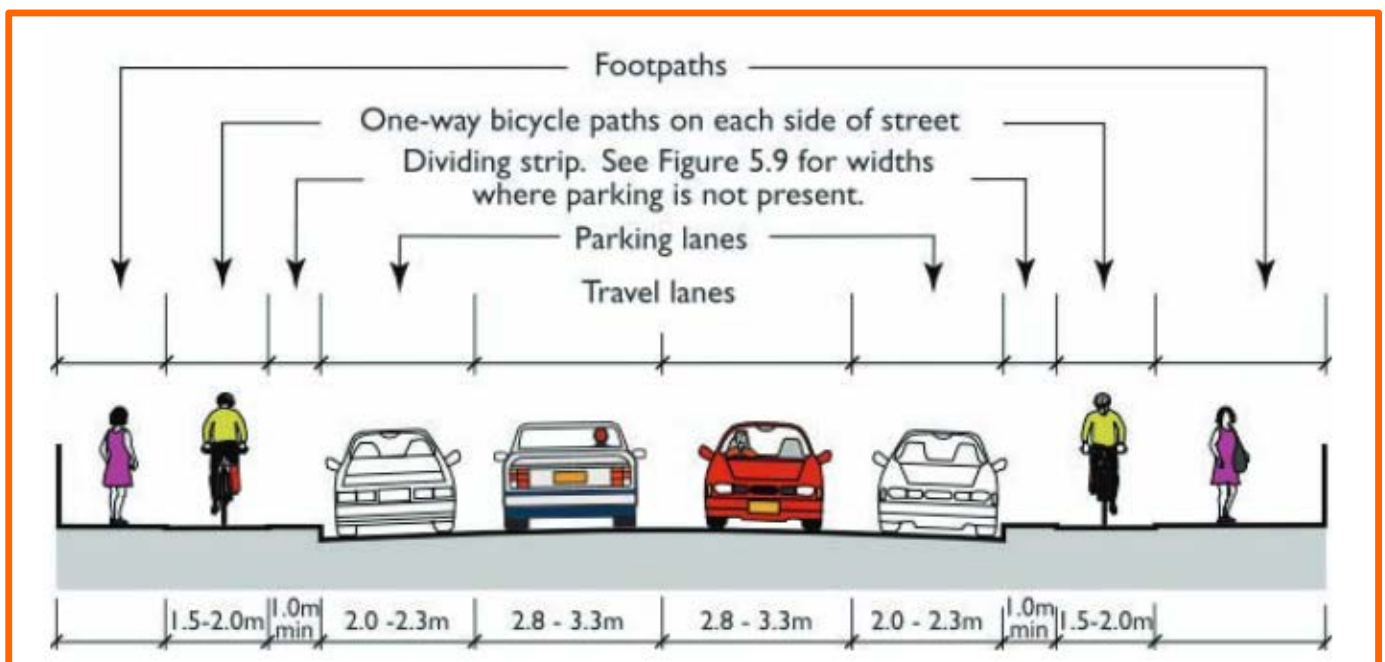 Footpaths
One-way bicycle paths on each side of street
Dividing strip. See Figure 5.9 for widths
where parking is not present.
Parking lanes
Travel lanes
1.5-2.0m 1.0m min 2.0 -2.3m 2.8 - 3.3m 2.8 - 3.3m 2.0 - 2.3m 1.0m min 1.5-2.0m